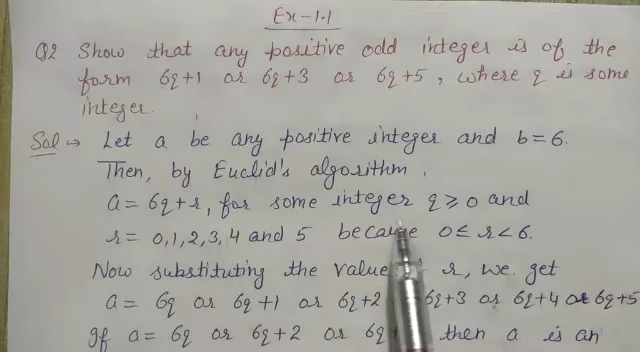 Ex-1.1
Q2 Show that any positive odd integer is of the
form 6q+1 or 6q+3 or 6q+5, where q is some
integer.
Sol → Let a be any positive integer and b=6.
Then, by Euclid's algorithm,
a = 6q+r, for some integer q ≥ 0 and
r = 0,1,2,3,4 and 5 because 0 ≤ r < 6.
Now substituting the value r, we get
a = 6q or 6q+1 or 6q+2 6q+3 or 6q+4 or 6q+5
If a = 6q or 6q+2 or then a is an